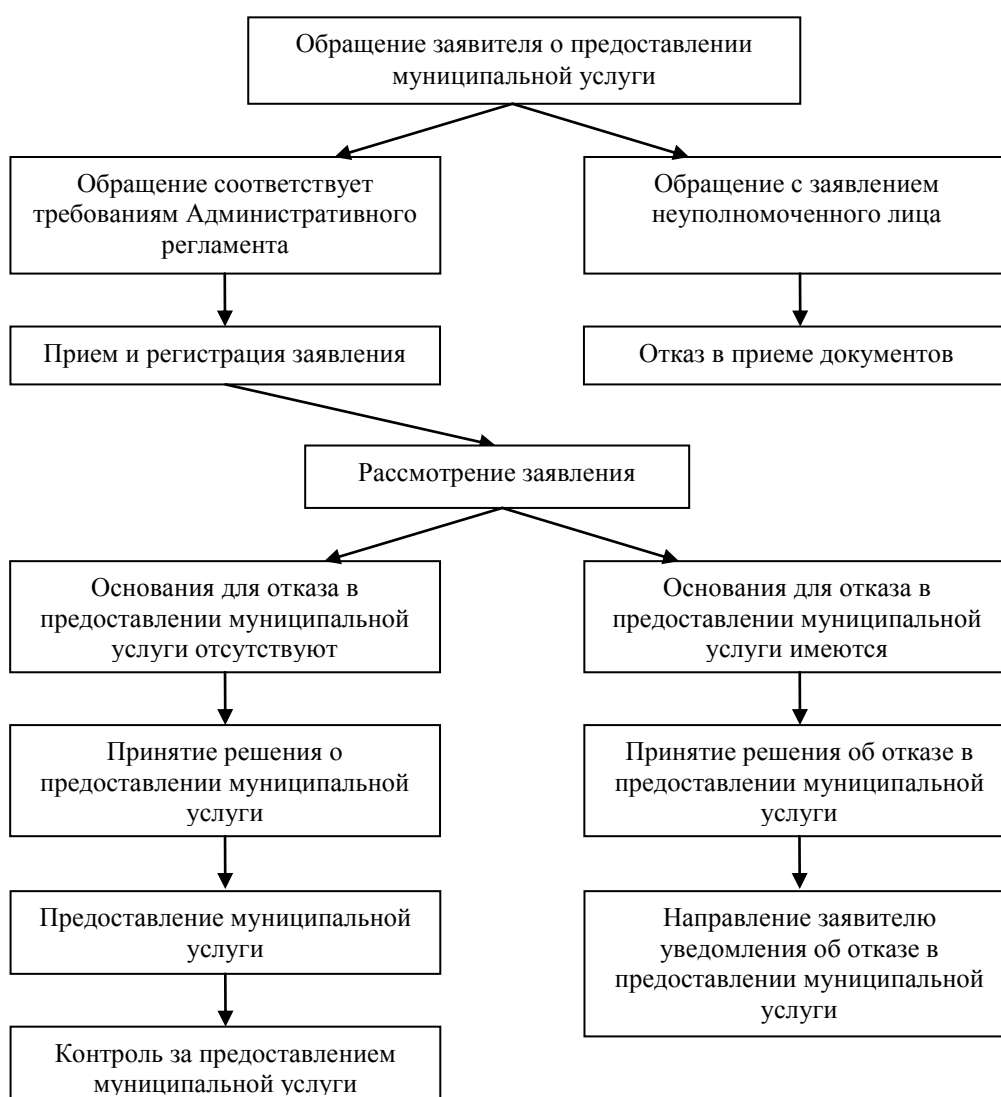 Обращение заявителя о предоставлении
муниципальной услуги
Обращение соответствует
требованиям Административного
регламента
Обращение с заявлением
неуполномоченного лица
Прием и регистрация заявления
Отказ в приеме документов
Рассмотрение заявления
Основания для отказа в
предоставлении муниципальной
услуги отсутствуют
Основания для отказа в
предоставлении муниципальной
услуги имеются
Принятие решения о
предоставлении муниципальной
услуги
Принятие решения об отказе в
предоставлении муниципальной
услуги
Предоставление муниципальной
услуги
Направление заявителю
уведомления об отказе в
предоставлении муниципальной
услуги
Контроль за предоставлением
муниципальной услуги